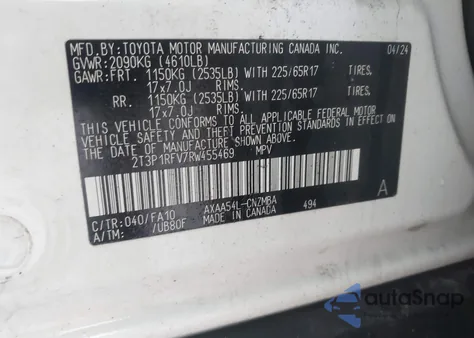 MFD. BY: TOYOTA MOTOR MANUFACTURING CANADA INC. 04/24
GVWR: 2090KG (4610LB)
GAWR: FRT. 1150KG (2535LB) WITH 225/65R17 TIRES.
17x7.0J RIMS.
RR. 1150KG (2535LB) WITH 225/65R17 TIRES.
17x7.0J RIMS.
THIS VEHICLE CONFORMS TO ALL APPLICABLE FEDERAL MOTOR
VEHICLE SAFETY AND THEFT PREVENTION STANDARDS IN
EFFECT ON THE DATE OF MANUFACTURE SHOWN ABOVE.
2T3P1RFV7RW455469 MPV
A
C/TR:040/FA10 AXAA54L-CNZMBA 494
A/TM: /UB80F MADE IN CANADA
autoSnap